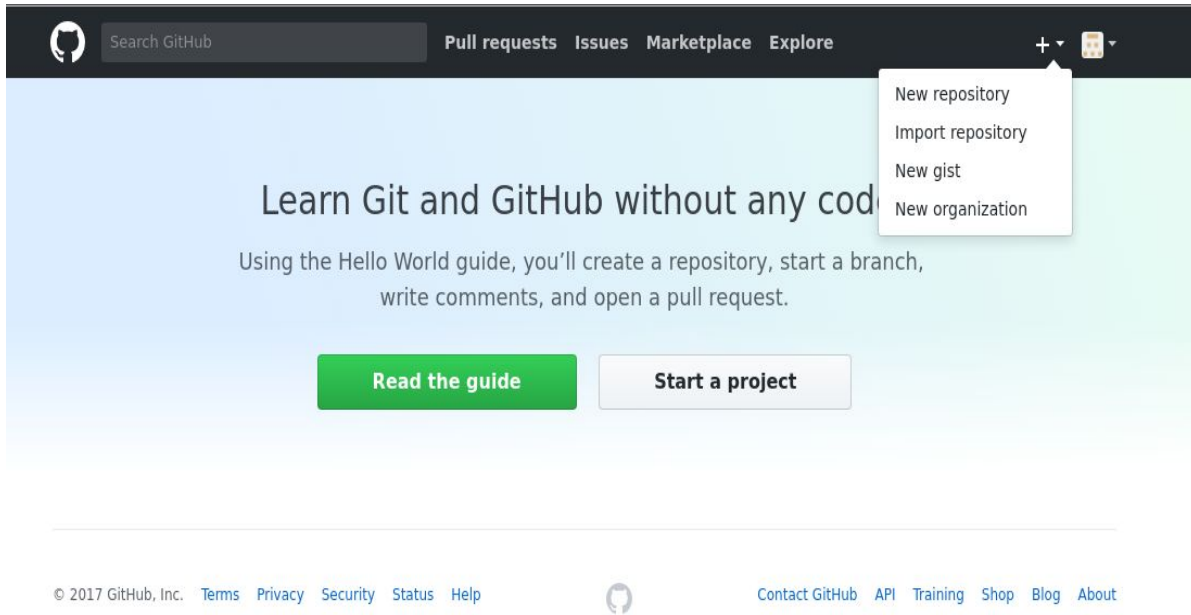 Search GitHub Pull requests Issues Marketplace Explore
New repository
Import repository
New gist
New organization
Learn Git and GitHub without any cod
Using the Hello World guide, you’ll create a repository, start a branch,
write comments, and open a pull request.
Read the guide Start a project
© 2017 GitHub, Inc. Terms Privacy Security Status Help Contact GitHub API Training Shop Blog About